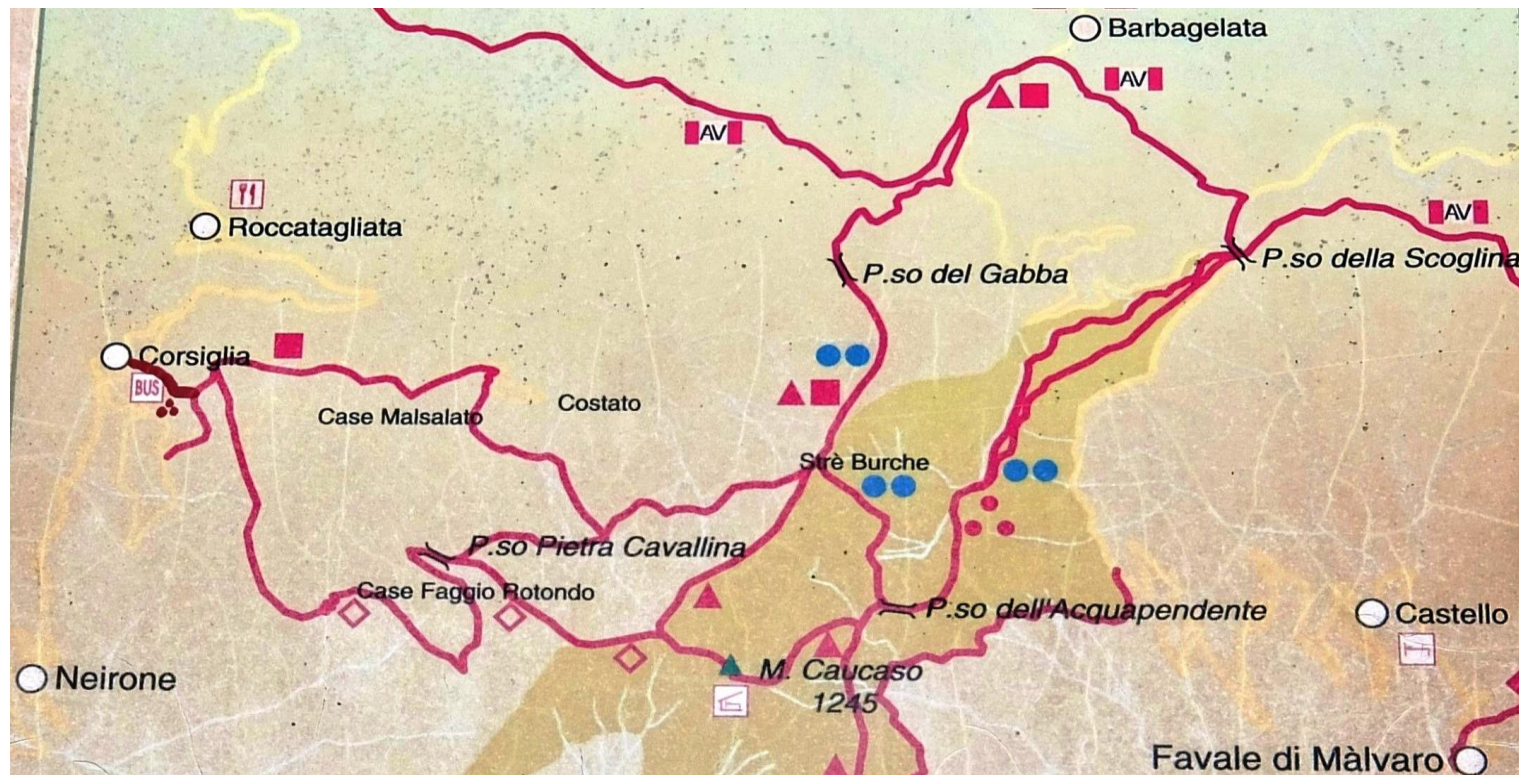 Barbagelata
AV
AV
Roccatagliata
AV
P.so della Scoglina
P.so del Gabba
Corsiglia
BUS
Case Malsalato
Costato
Strè Burche
P.so Pietra Cavallina
Case Faggio Rotondo
P.so dell'Acquapendente
Castello
Neirone
M. Caucaso
1245
Favale di Màlvaro